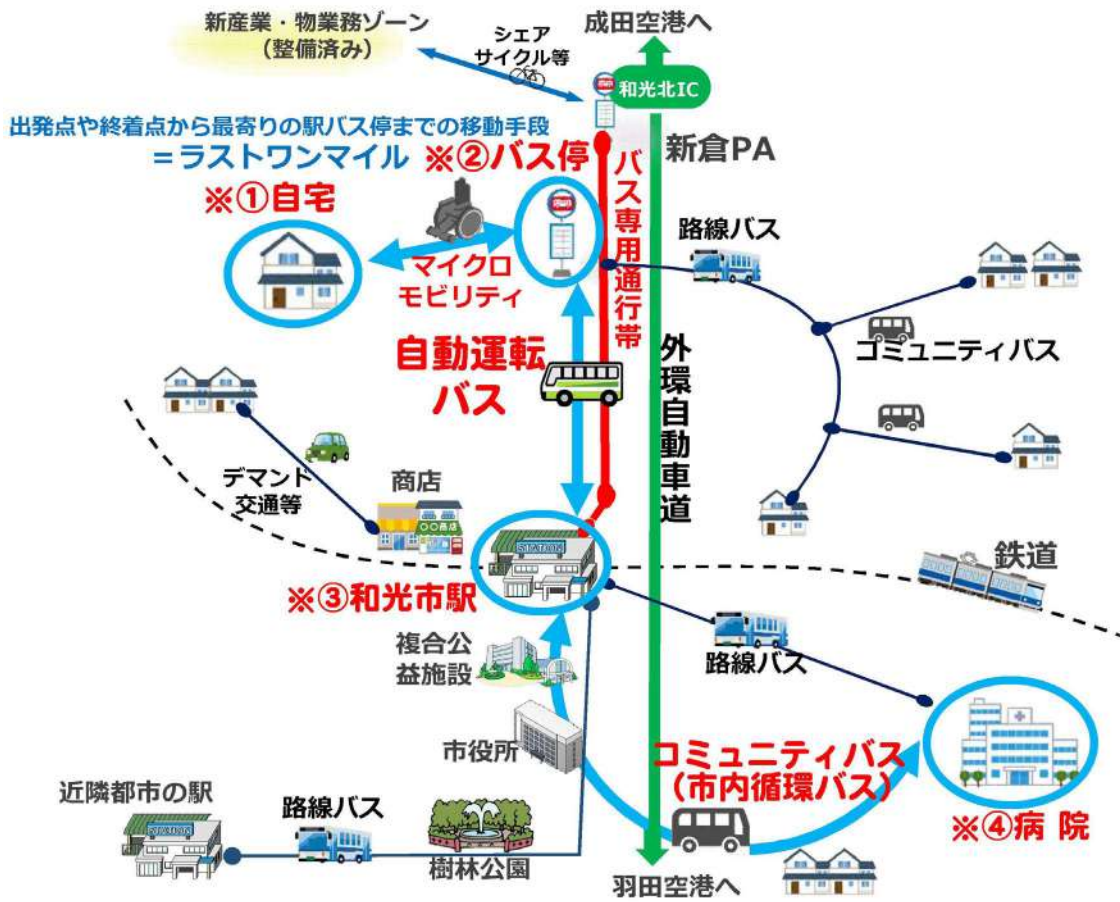 新産業・物業務ゾーン
（整備済み）
シェア
サイクル等
成田空港へ
和光北IC
出発点や終着点から最寄りの駅バス停までの移動手段
＝ラストワンマイル
※②バス停
※①自宅
新倉PA
バス専用通行帯
路線バス
マイクロ
モビリティ
自動運転
バス
外環自動車道
コミュニティバス
デマンド
交通等
商店
〇〇商店
STATION
鉄道
※③和光市駅
複合公
益施設
路線バス
市役所
コミュニティバス
（市内循環バス）
近隣都市の駅
STATION
路線バス
樹林公園
※④病 院
羽田空港へ